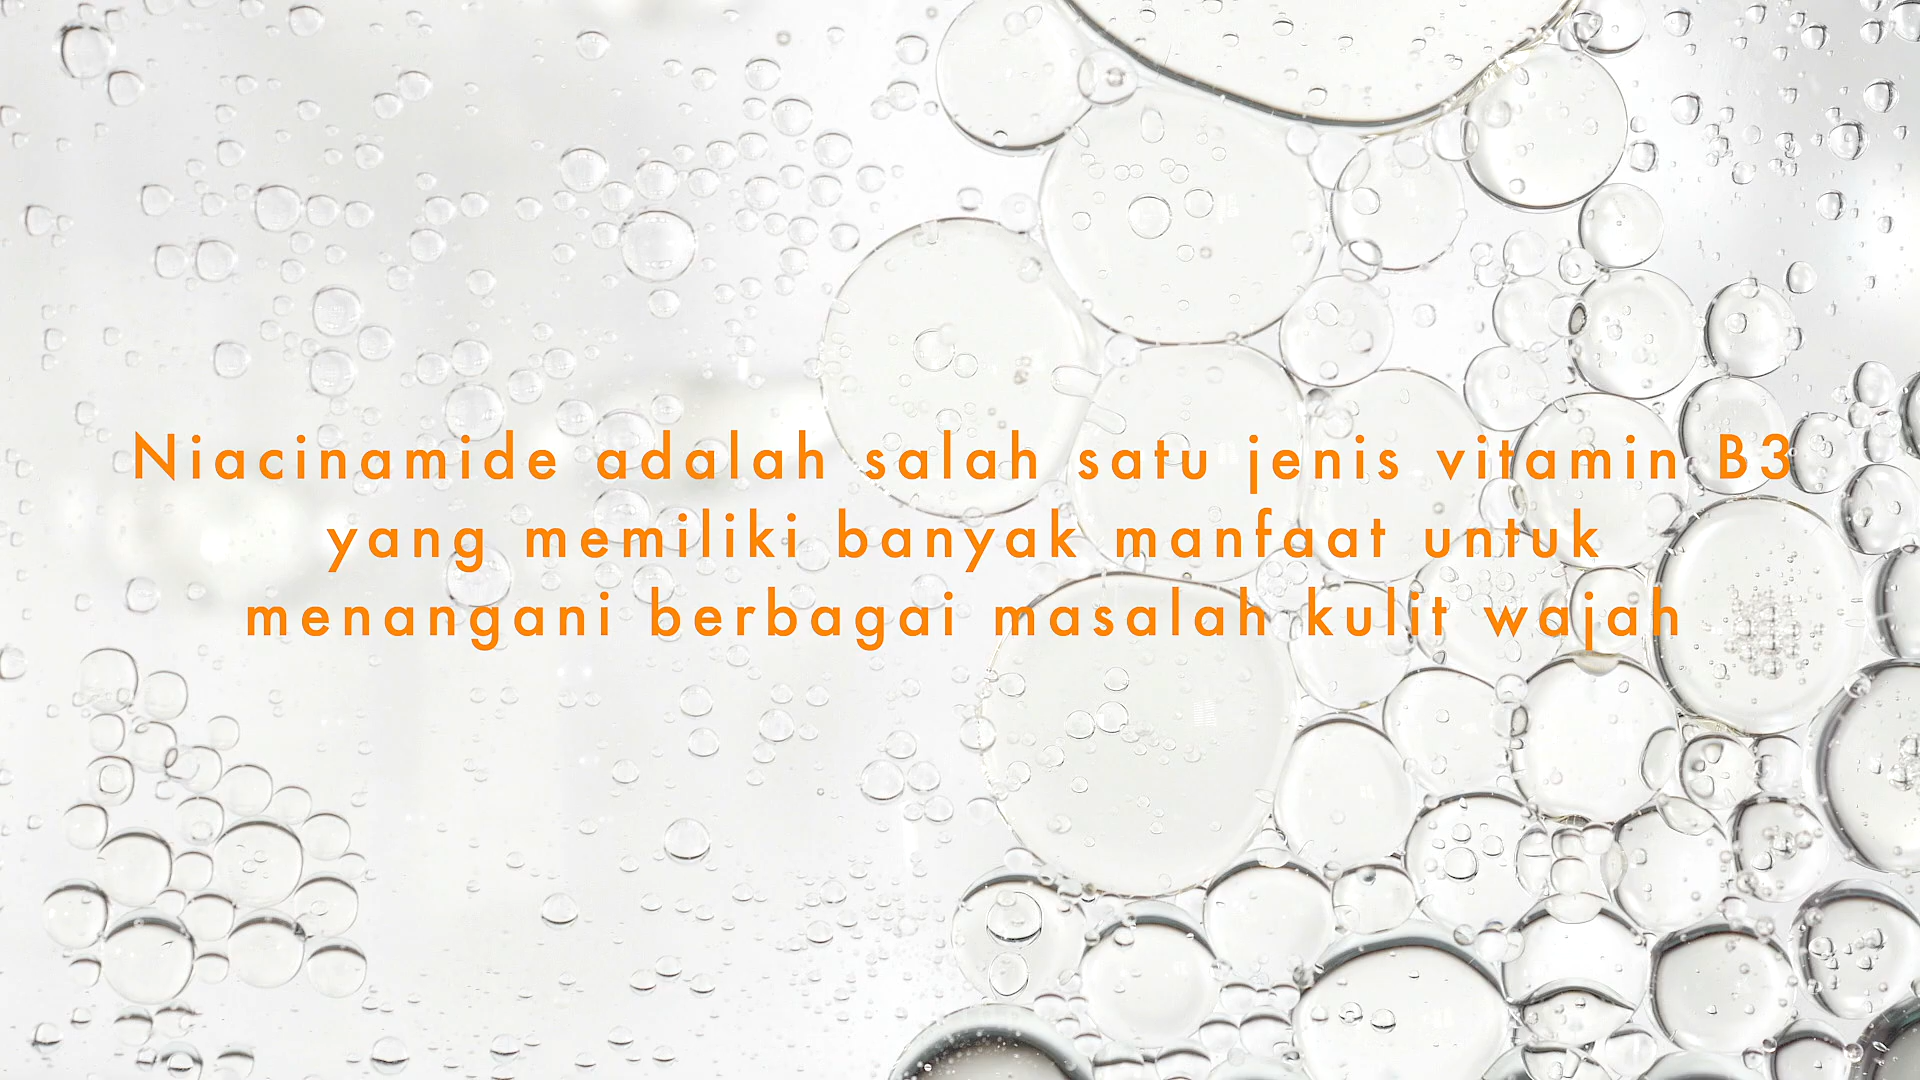 Niacinamide adalah salah satu jenis vitamin B3
yang memiliki banyak manfaat untuk
menangani berbagai masalah kulit wajah